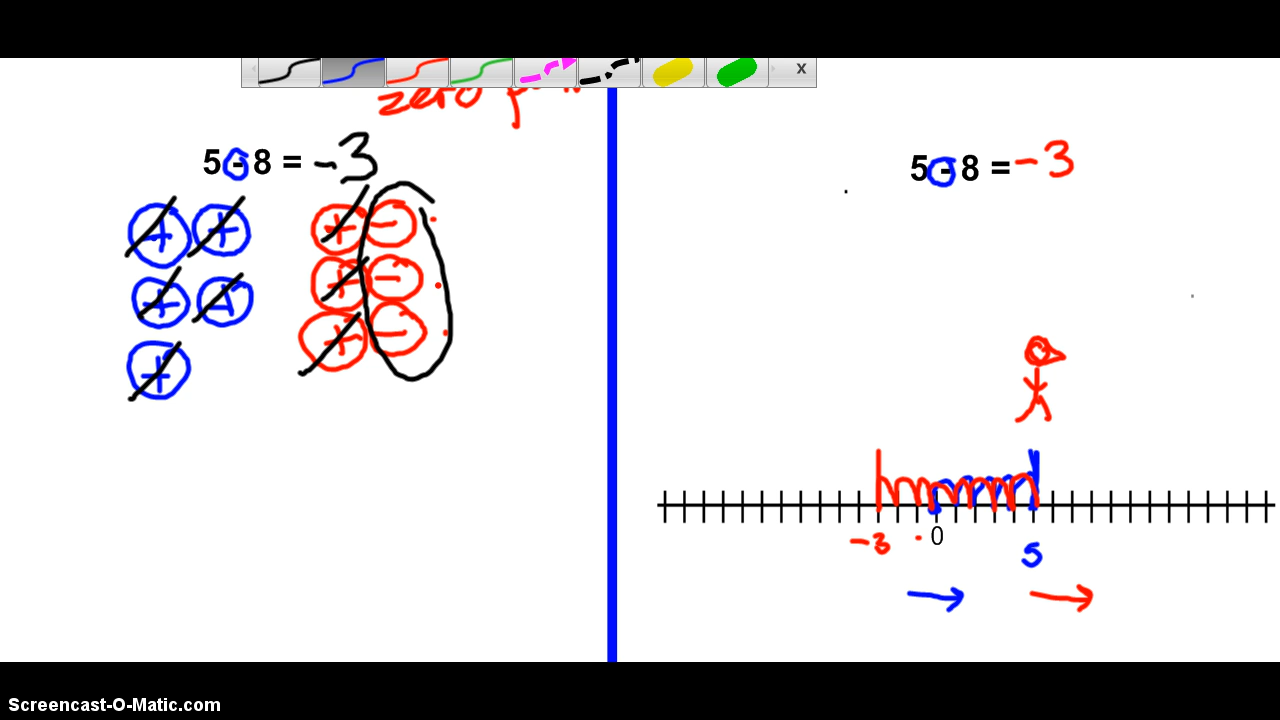 x
zero
5 - 8 = -3
+ + + -
+ + + -
+ + -
5 - 8 = -3
-3 0
5
Screencast-O-Matic.com